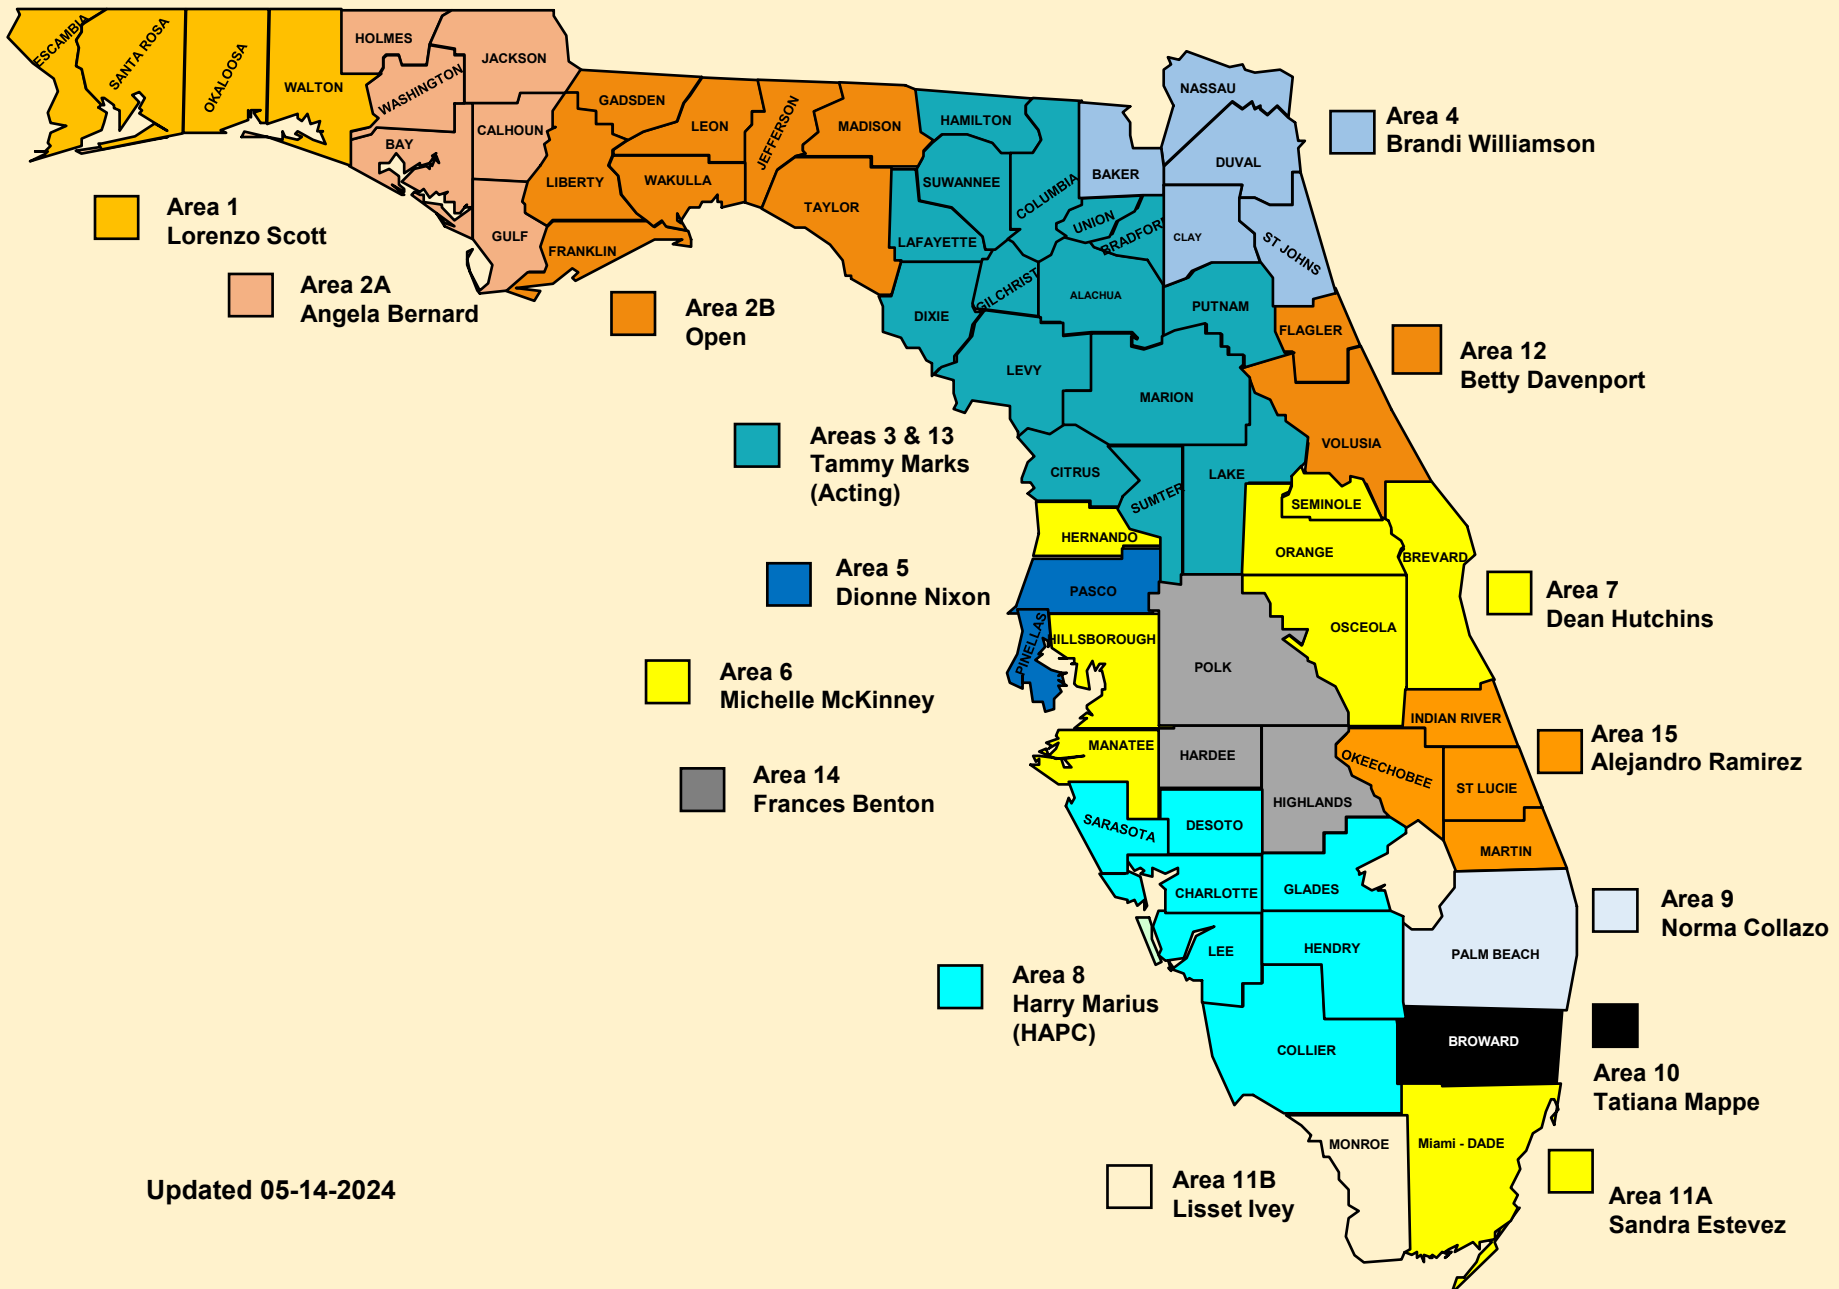 ESCAMBIA
SANTA ROSA
OKALOOSA
WALTON
HOLMES
WASHINGTON
JACKSON
BAY
CALHOUN
GULF
GADSDEN
LIBERTY
FRANKLIN
LEON
WAKULLA
JEFFERSON
MADISON
TAYLOR
HAMILTON
SUWANNEE
LAFAYETTE
COLUMBIA
BAKER
NASSAU
DUVAL
UNION
BRADFOR
CLAY
ST JOHNS
DIXIE
GILCHRIST
ALACHUA
PUTNAM
FLAGLER
LEVY
MARION
VOLUSIA
CITRUS
SUMTER
LAKE
SEMINOLE
HERNANDO
ORANGE
BREVARD
PASCO
PINELLAS
HILLSBOROUGH
POLK
OSCEOLA
MANATEE
HARDEE
HIGHLANDS
OKEECHOBEE
INDIAN RIVER
ST LUCIE
MARTIN
SARASOTA
DESOTO
CHARLOTTE
GLADES
LEE
HENDRY
PALM BEACH
COLLIER
BROWARD
MONROE
Miami - DADE
Area 1
Lorenzo Scott
Area 2A
Angela Bernard
Area 2B
Open
Area 4
Brandi Williamson
Area 12
Betty Davenport
Areas 3 & 13
Tammy Marks
(Acting)
Area 5
Dionne Nixon
Area 7
Dean Hutchins
Area 6
Michelle McKinney
Area 14
Frances Benton
Area 15
Alejandro Ramirez
Area 9
Norma Collazo
Area 8
Harry Marius
(HAPC)
Area 10
Tatiana Mappe
Area 11B
Lisset Ivey
Area 11A
Sandra Estevez
Updated 05-14-2024